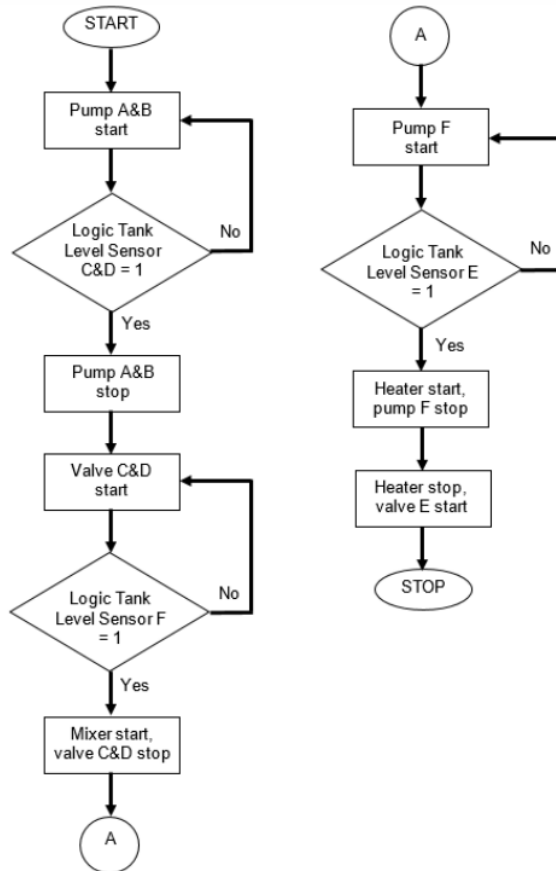 START
Pump A&B
start
Logic Tank
Level Sensor
C&D = 1
No
Yes
Pump A&B
stop
Valve C&D
start
Logic Tank
Level Sensor F
= 1
No
Yes
Mixer start,
valve C&D stop
A
A
Pump F
start
Logic Tank
Level Sensor E
= 1
No
Yes
Heater start,
pump F stop
Heater stop,
valve E start
STOP